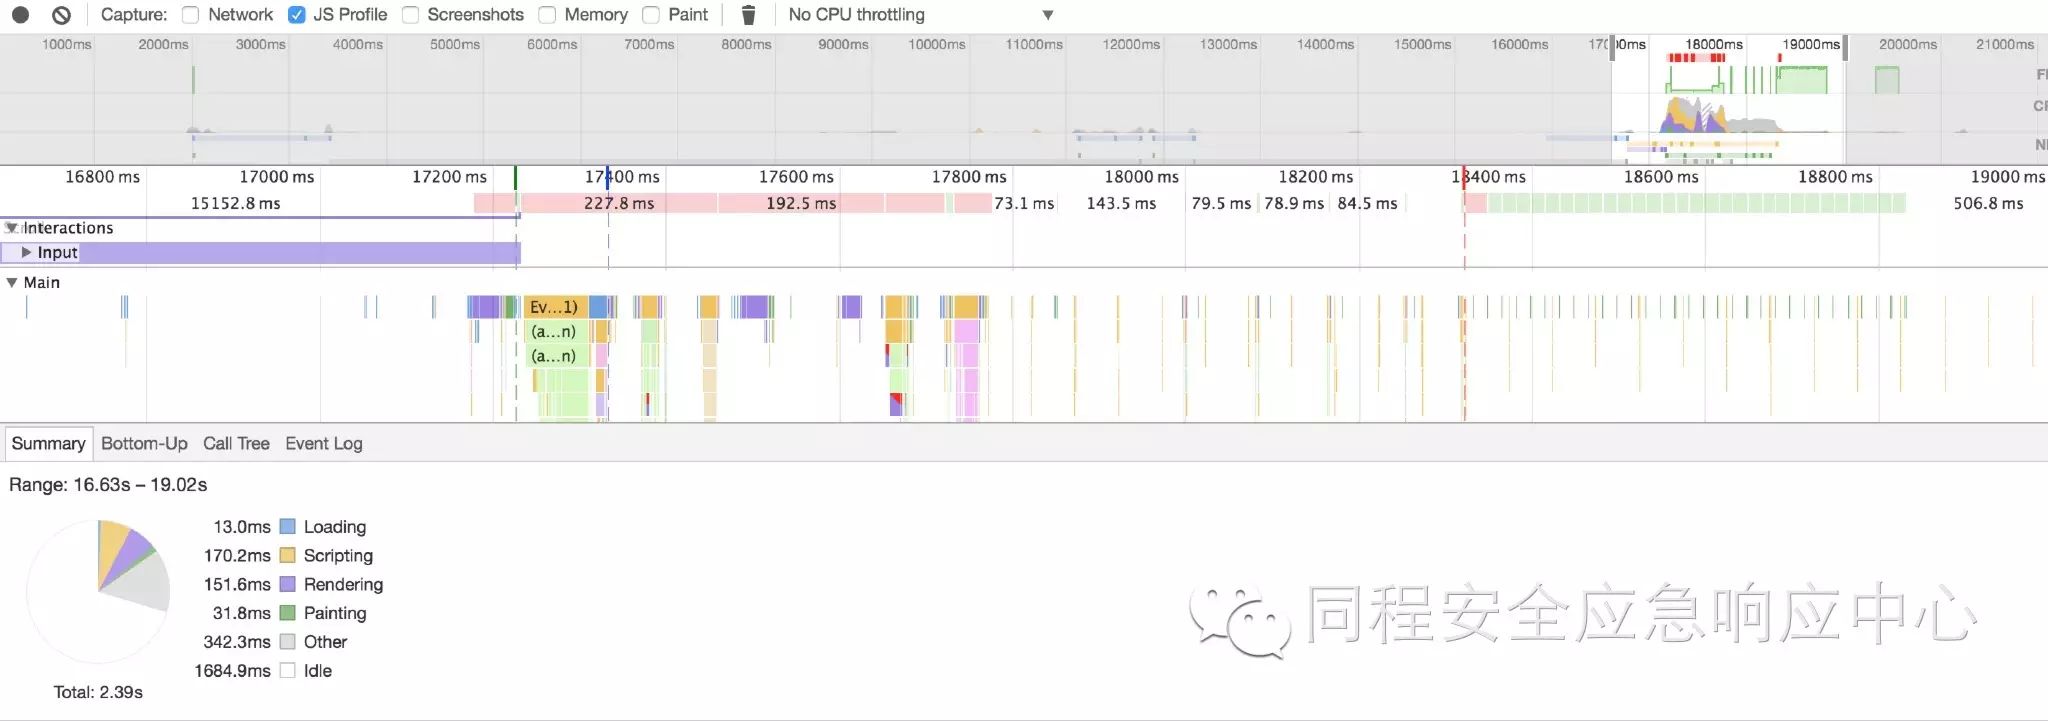 Capture: Network JS Profile Screenshots Memory Paint No CPU throttling
1000ms 2000ms 3000ms 4000ms 5000ms 6000ms 7000ms 8000ms 9000ms 10000ms 11000ms 12000ms 13000ms 14000ms 15000ms 16000ms 18000ms 19000ms 20000ms 21000ms
16800 ms 17000 ms 17200 ms 17400 ms 17600 ms 17800 ms 18000 ms 18200 ms 18400 ms 18600 ms 18800 ms 19000 ms
15152.8 ms 227.8 ms 192.5 ms 73.1 ms 143.5 ms 79.5 ms 78.9 ms 84.5 ms 506.8 ms
Interactions
Input
Main
Ev...1)
(a...n)
(a...n)
Summary Bottom-Up Call Tree Event Log
Range: 16.63s – 19.02s
13.0ms Loading
170.2ms Scripting
151.6ms Rendering
31.8ms Painting
342.3ms Other
1684.9ms Idle
Total: 2.39s
同程安全应急响应中心